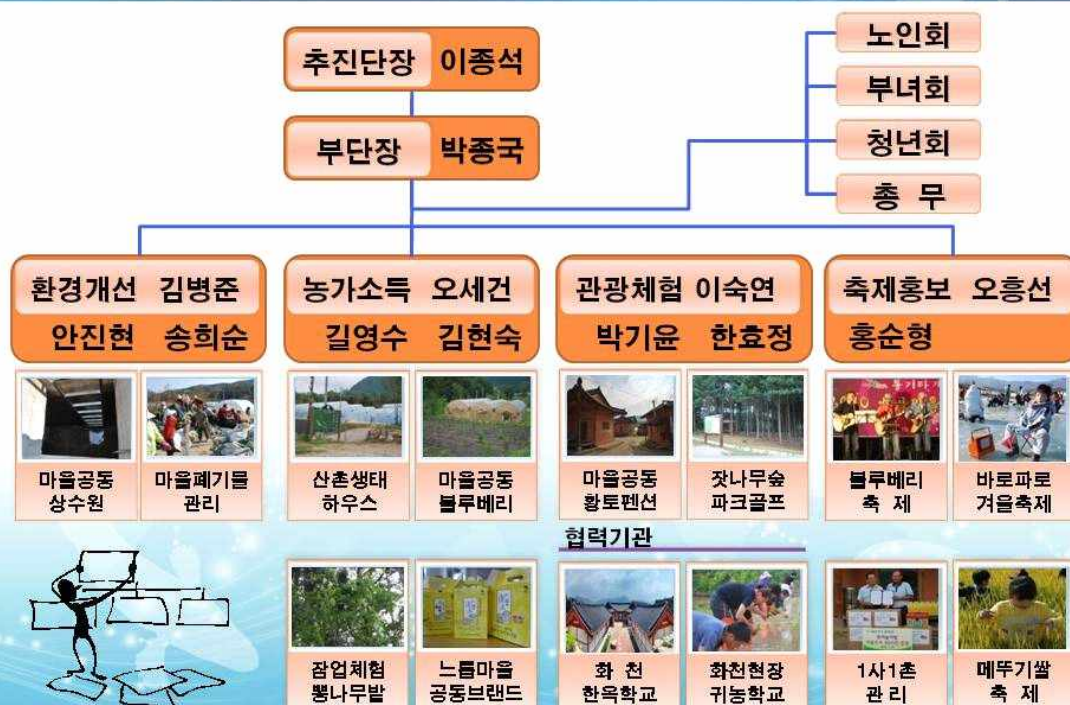 추진단장 이종석
부단장 박종국
노인회
부녀회
청년회
총 무
환경개선 김병준
안진현 송희순
농가소득 오세건
길영수 김현숙
관광체험 이숙연
박기윤 한효정
축제홍보 오흥선
홍순형
마을공동
상수원
마을폐기물
관리
산촌생태
하우스
마을공동
블루베리
마을공동
황토펜션
잣나무숲
파크골프
블루베리
축 제
바로파로
겨울축제
협력기관
잠업체험
뽕나무밭
느릅마을
공동브랜드
화 천
한옥학교
화천현장
귀농학교
1사1촌
관 리
메뚜기쌀
축 제